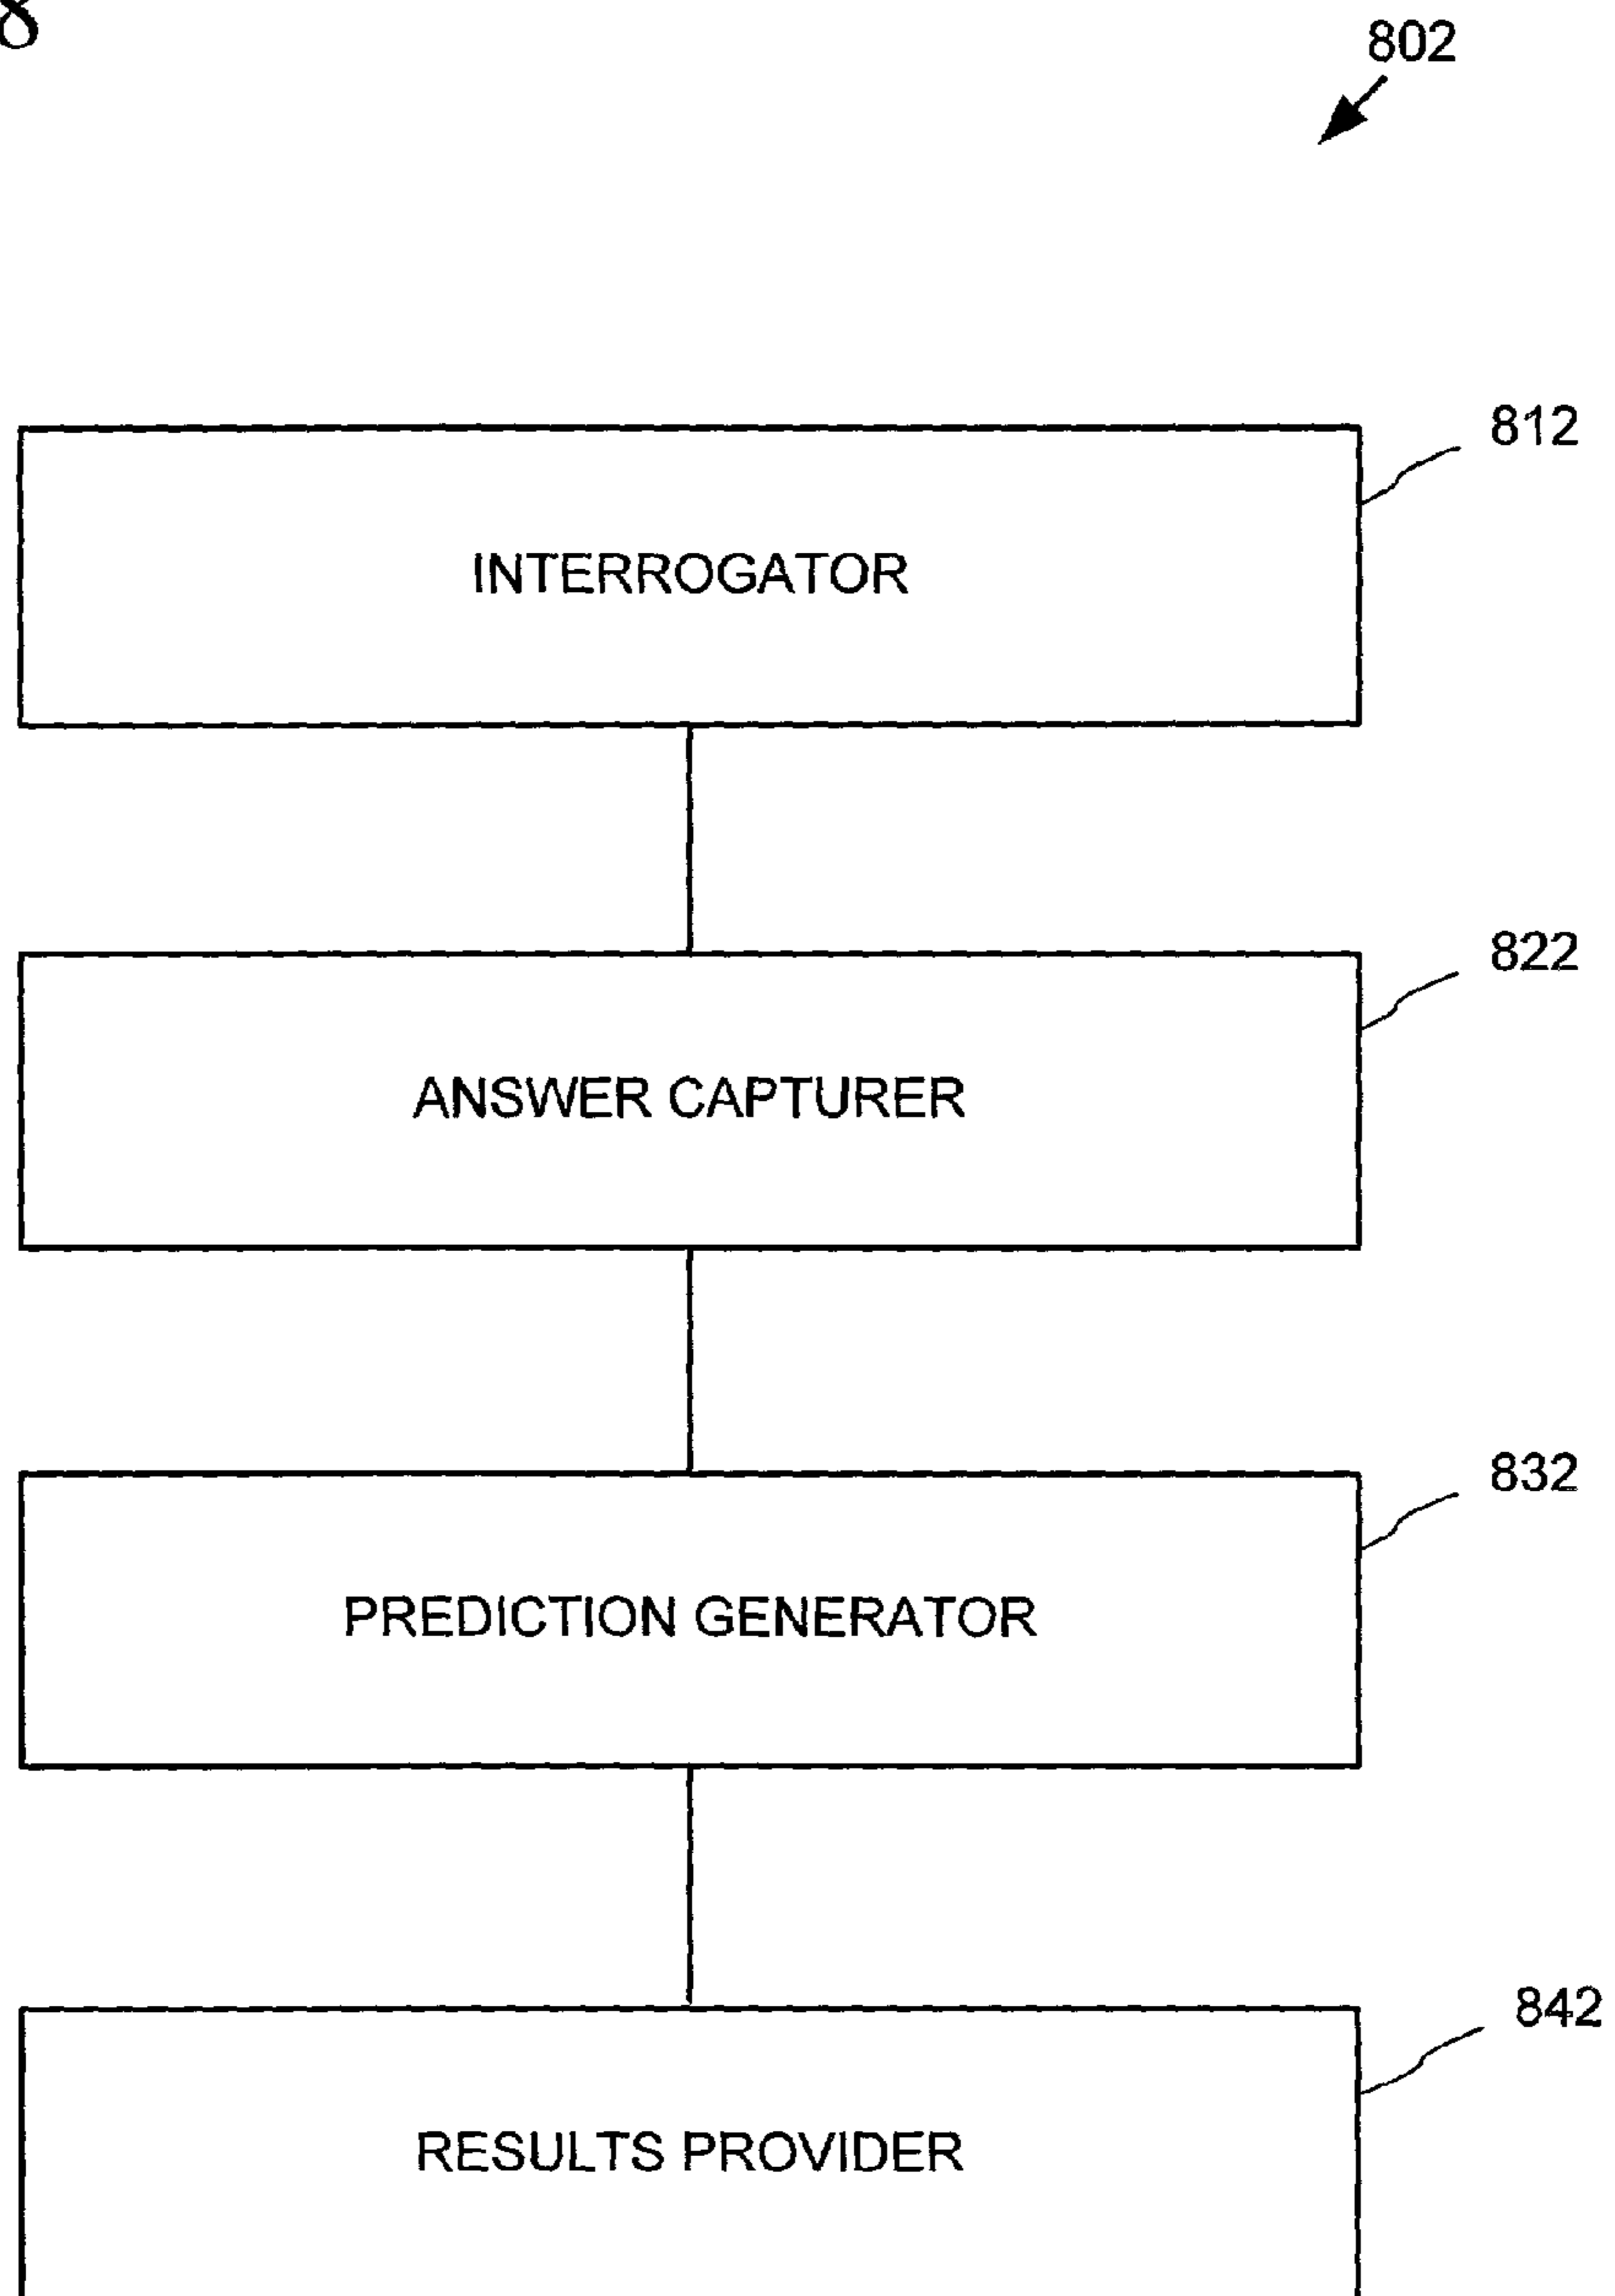 8
802
812
INTERROGATOR
822
ANSWER CAPTURER
832
PREDICTION GENERATOR
842
RESULTS PROVIDER